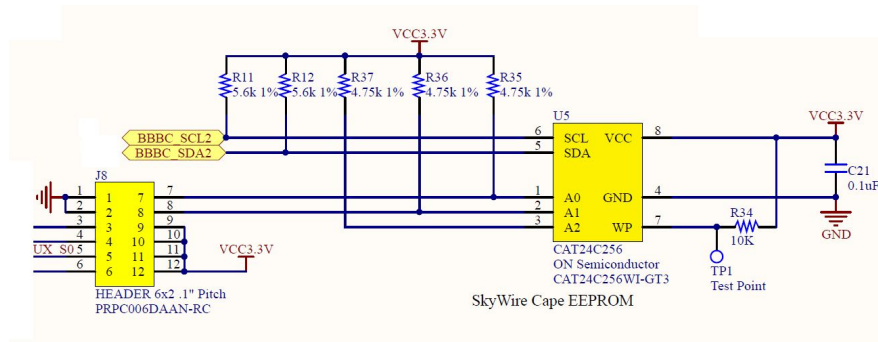 VCC3.3V
R11
5.6k 1%
R12
5.6k 1%
R37
4.75k 1%
R36
4.75k 1%
R35
4.75k 1%
BBBC_SCL2
BBBC_SDA2
U5
6 SCL VCC 8
5 SDA
1 A0 GND 4
2 A1
3 A2 WP 7
CAT24C256
ON Semiconductor
CAT24C256WI-GT3
VCC3.3V
C21
0.1uF
GND
R34
10K
TP1
Test Point
J8
1 1 7 7
2 2 8 8
3 3 9 9
4 4 10 10
UX_S0 5 5 11 11
6 6 12 12
VCC3.3V
HEADER 6x2 .1" Pitch
PRPC006DAAN-RC
SkyWire Cape EEPROM